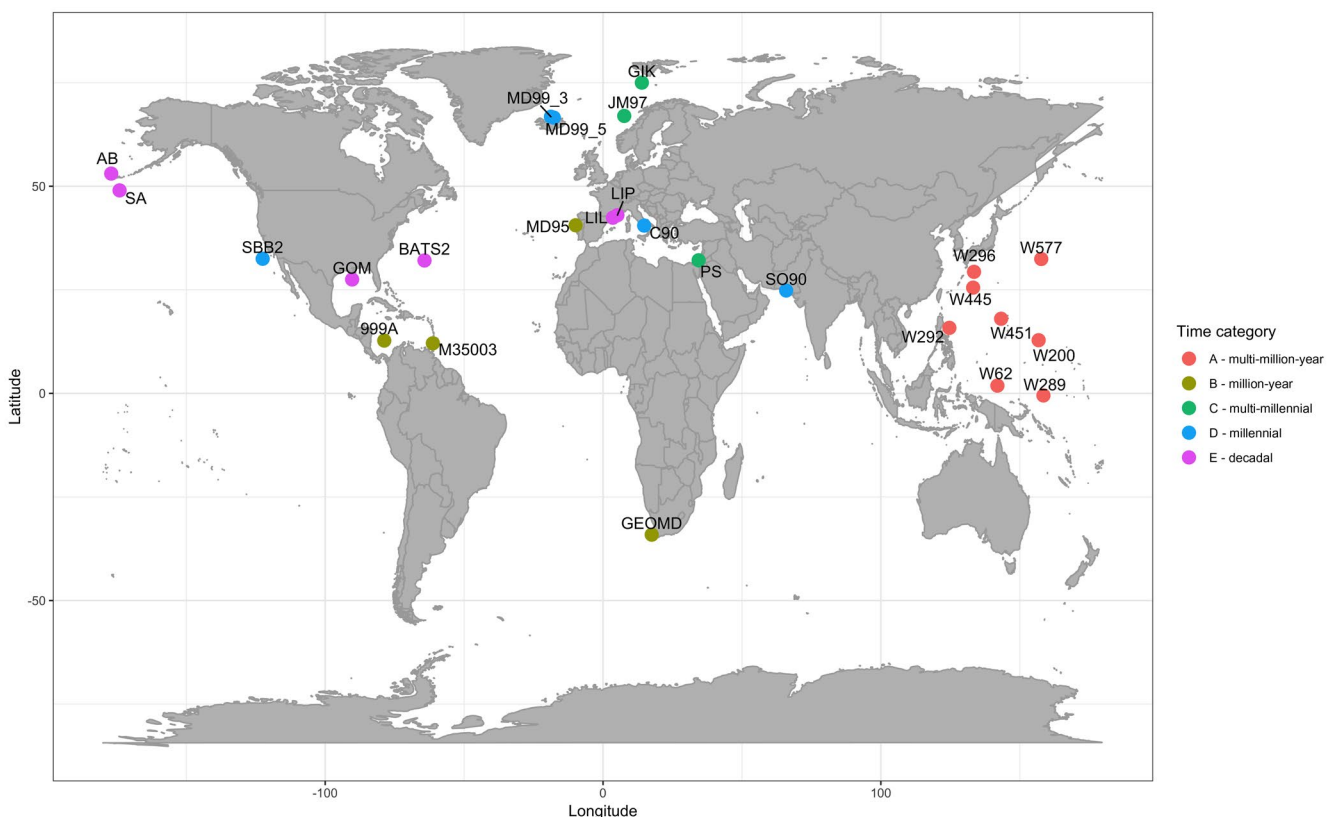 GIK
MD99_3
JM97
MD99_5
AB
SA
50
LIP
LIL
MD95
C90
SBB2
BATS2
W577
W296
GOM
PS
SO90
W445
999A
M35003
W292
W451
W200
W62
W289
0
GEOMD
-50
Latitude
-100
0
100
Longitude
Time category
A - multi-million-year
B - million-year
C - multi-millennial
D - millennial
E - decadal